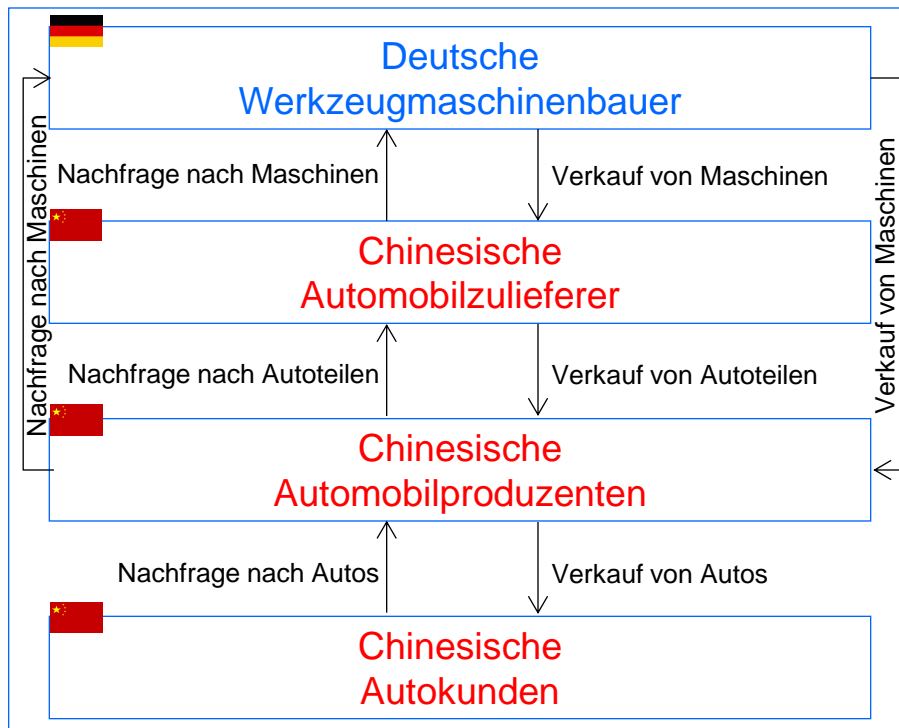 Deutsche
Werkzeugmaschinenbauer
Nachfrage nach Maschinen
Verkauf von Maschinen
Nachfrage nach Maschinen
Verkauf von Maschinen
Chinesische
Automobilzulieferer
Nachfrage nach Autoteilen
Verkauf von Autoteilen
Chinesische
Automobilproduzenten
Nachfrage nach Autos
Verkauf von Autos
Chinesische
Autokunden